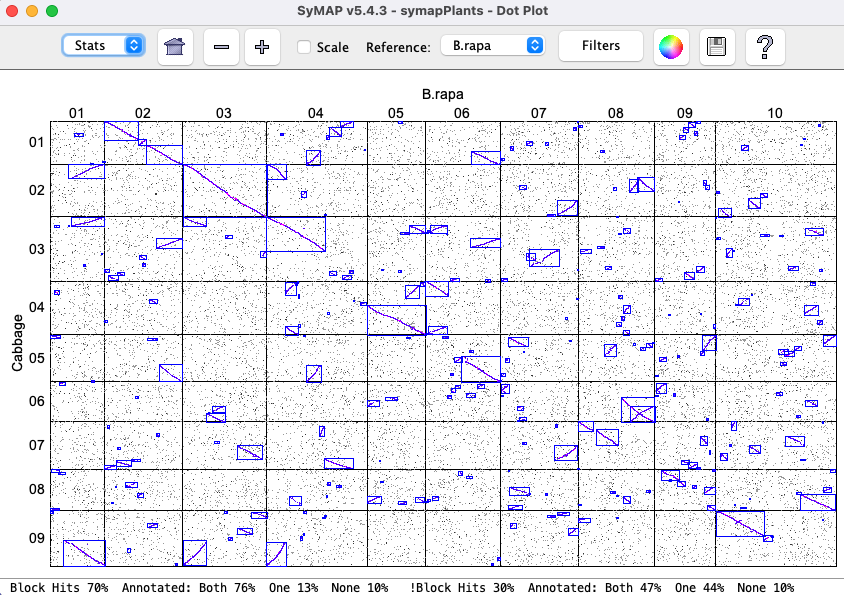 SyMAP v5.4.3 - symapPlants - Dot Plot
Stats − + Scale Reference: B.rapa Filters ?
B.rapa
01 02 03 04 05 06 07 08 09 10
01
02
03
04
05
06
07
08
09
Cabbage
Block Hits 70% Annotated: Both 76% One 13% None 10% !Block Hits 30% Annotated: Both 47% One 44% None 10%